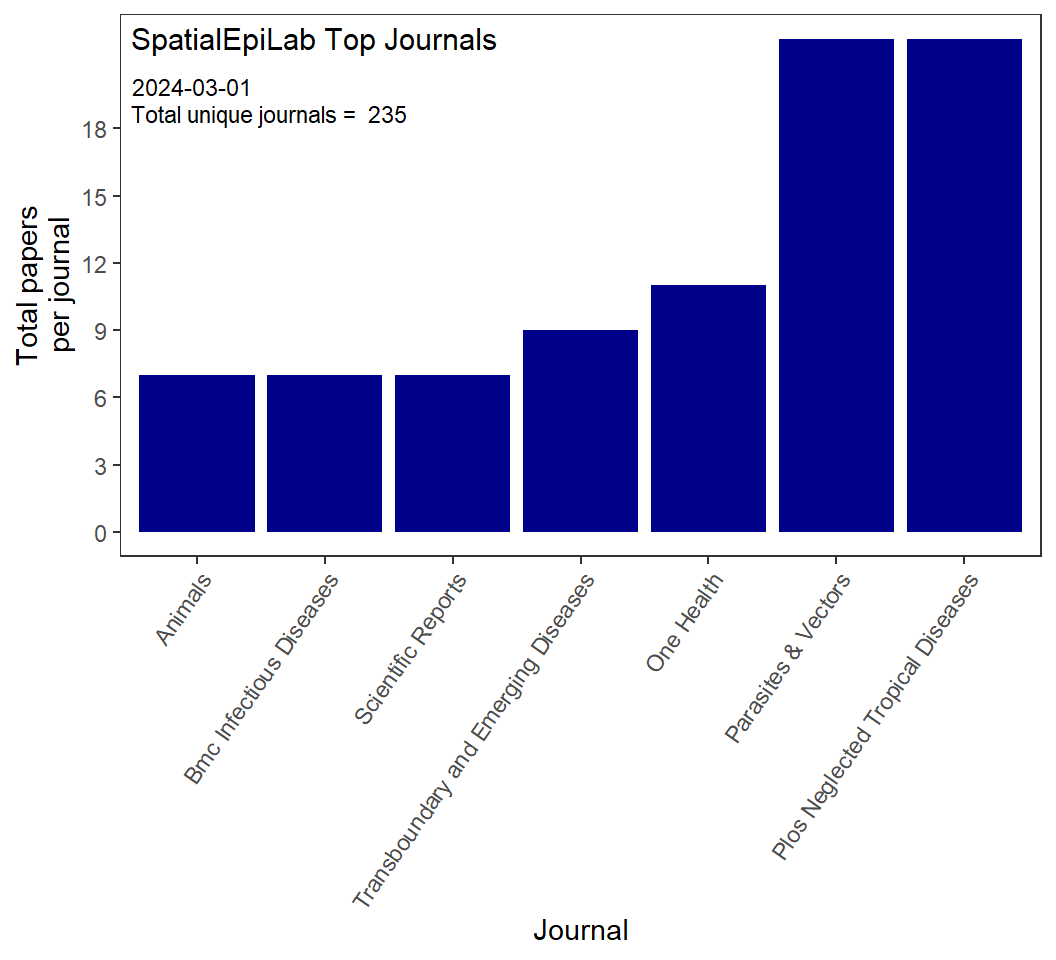 SpatialEpiLab Top Journals
2024-03-01
Total unique journals =  235
Total papers
per journal
18
15
12
9
6
3
0
Animals
Bmc Infectious Diseases
Scientific Reports
Transboundary and Emerging Diseases
One Health
Parasites & Vectors
Plos Neglected Tropical Diseases
Journal